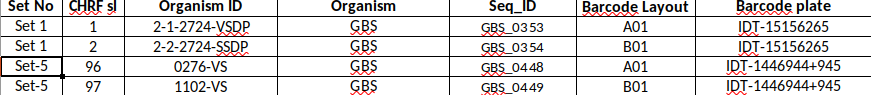 Set No CHRF sl Organism ID Organism Seq_ID Barcode Layout Barcode plate
Set 1 1 2-1-2724-VSDP GBS GBS_0353 A01 IDT-15156265
Set 1 2 2-2-2724-SSDP GBS GBS_0354 B01 IDT-15156265
Set-5 96 0276-VS GBS GBS_0448 A01 IDT-1446944+945
Set-5 97 1102-VS GBS GBS_0449 B01 IDT-1446944+945